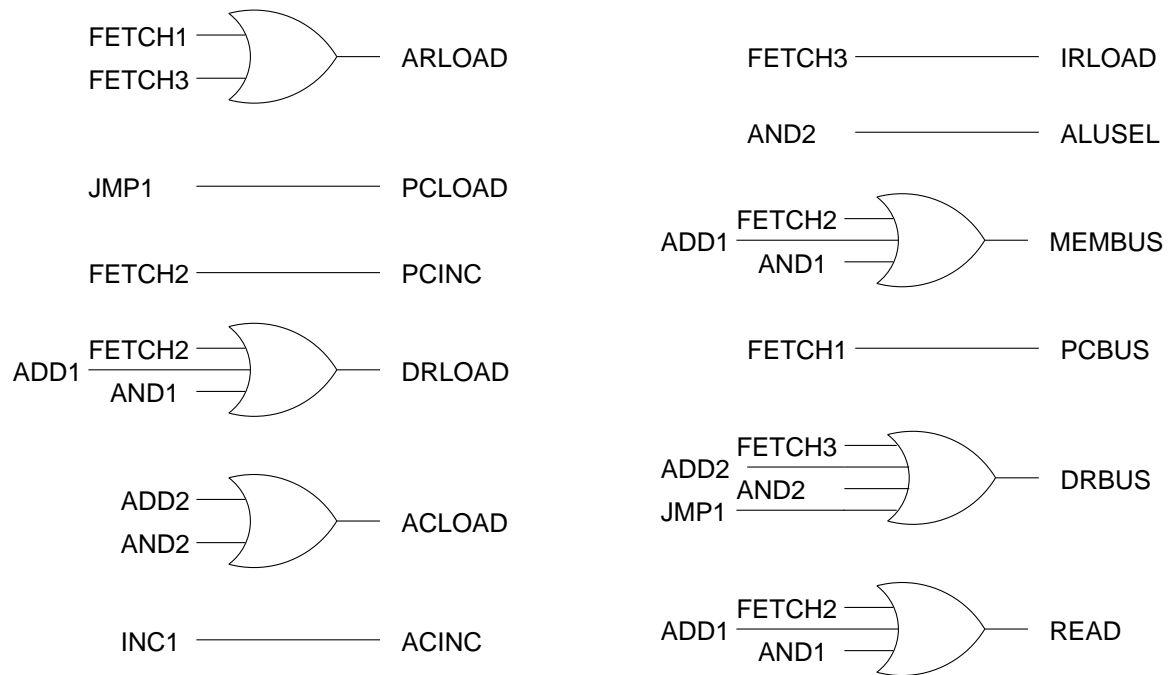 FETCH1
FETCH3
ARLOAD
JMP1
PCLOAD
FETCH2
PCINC
FETCH2
ADD1
AND1
DRLOAD
ADD2
AND2
ACLOAD
INC1
ACINC
FETCH3
IRLOAD
AND2
ALUSEL
FETCH2
ADD1
AND1
MEMBUS
FETCH1
PCBUS
FETCH3
ADD2
AND2
JMP1
DRBUS
FETCH2
ADD1
AND1
READ